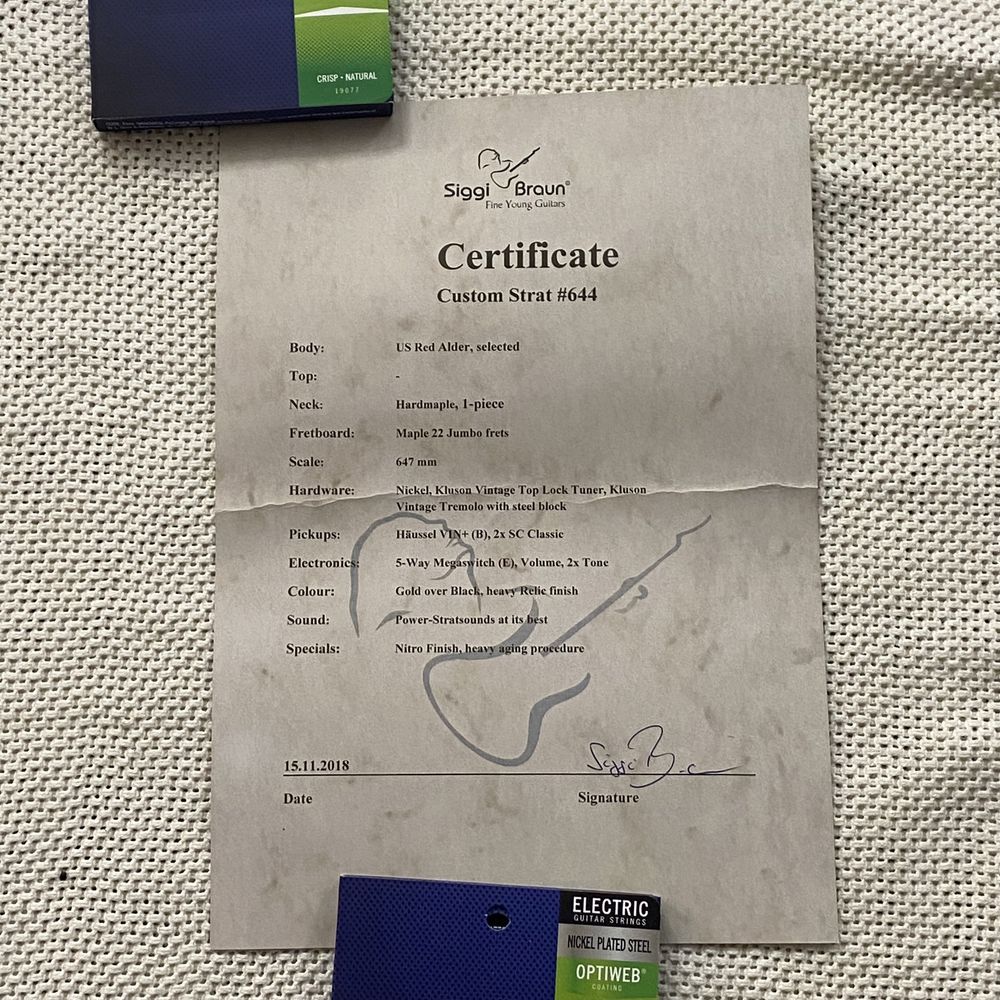 CRISP • NATURAL
19077
Siggi Braun®
Fine Young Guitars
Certificate
Custom Strat #644
Body: US Red Alder, selected
Top: -
Neck: Hardmaple, 1-piece
Fretboard: Maple 22 Jumbo frets
Scale: 647 mm
Hardware: Nickel, Kluson Vintage Top Lock Tuner, Kluson
Vintage Tremolo with steel block
Pickups: Häussel VIN+ (B), 2x SC Classic
Electronics: 5-Way Megaswitch (E), Volume, 2x Tone
Colour: Gold over Black, heavy Relic finish
Sound: Power-Stratsounds at its best
Specials: Nitro Finish, heavy aging procedure
15.11.2018
Date Signature
ELECTRIC
GUITAR STRINGS
NICKEL PLATED STEEL
OPTIWEB®
COATING